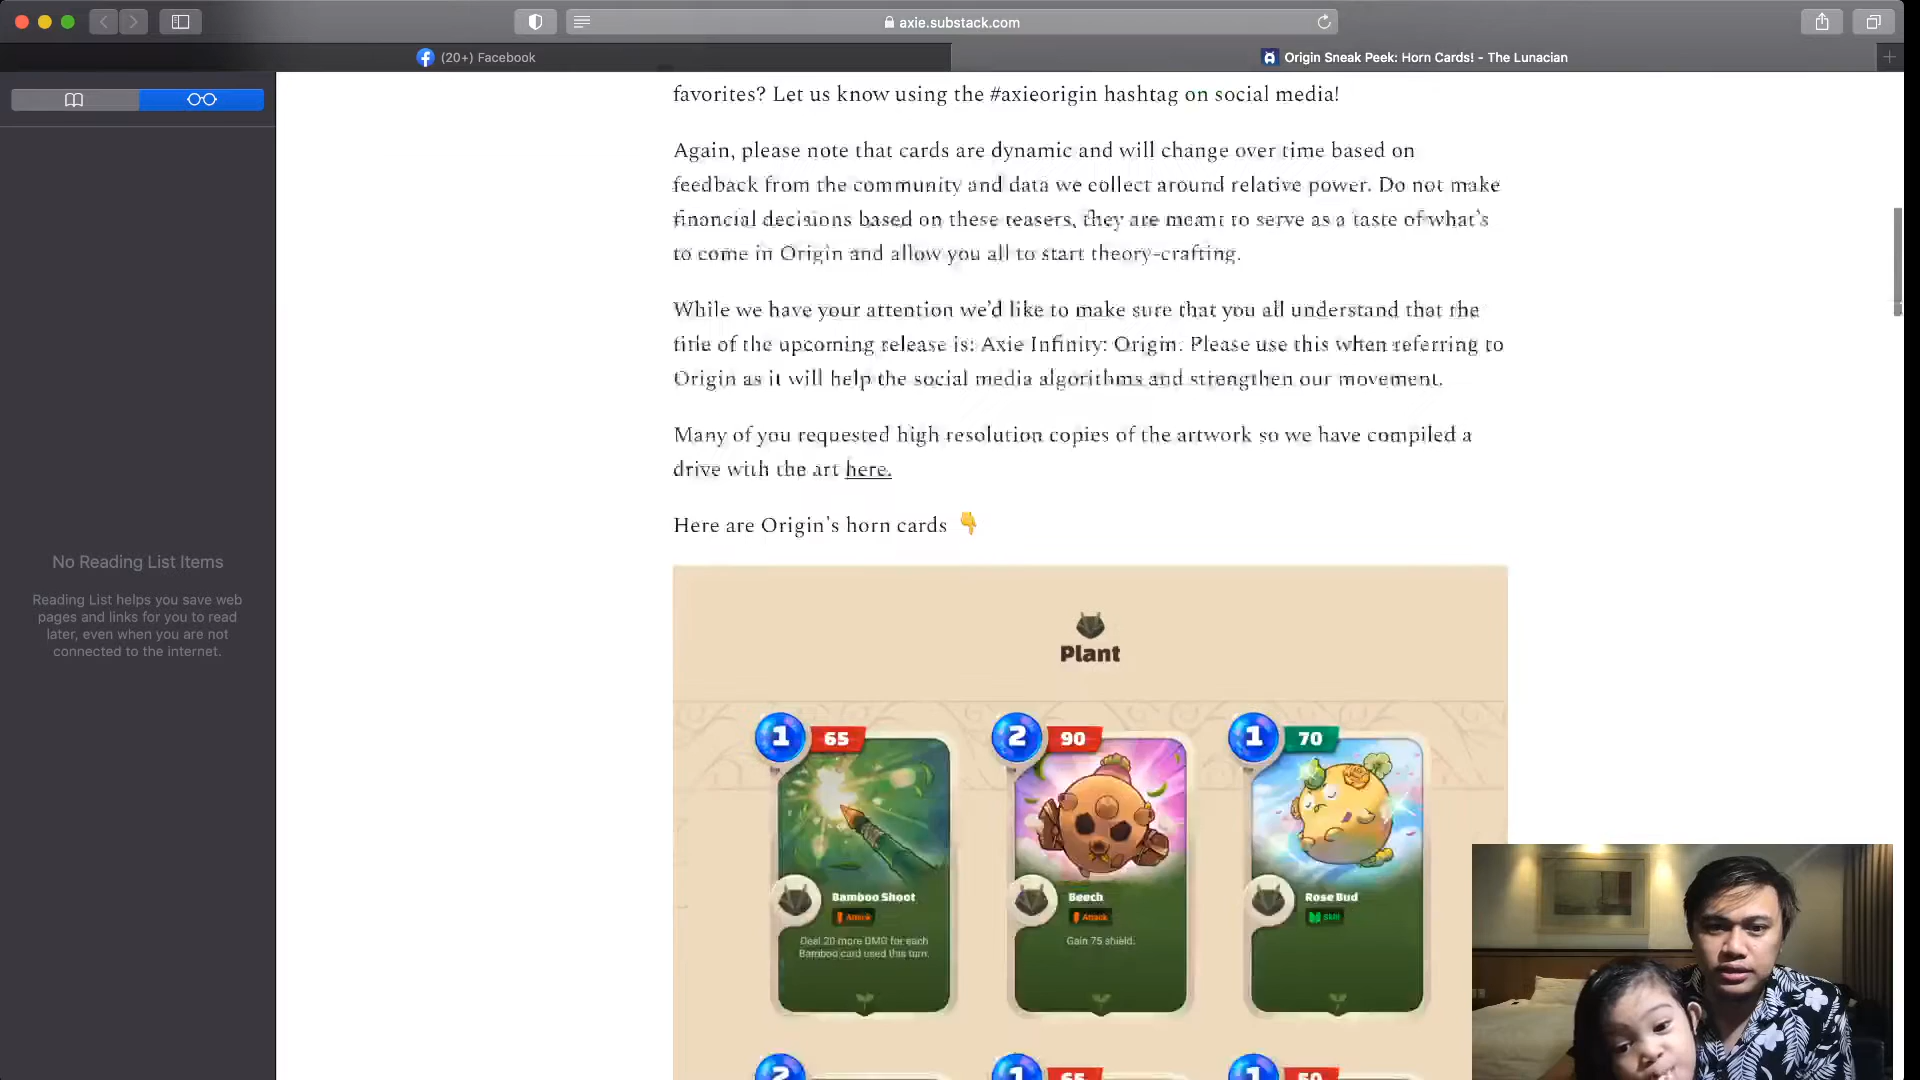 axie.substack.com
(20+) Facebook
Origin Sneak Peek: Horn Cards! - The Lunacian
favorites? Let us know using the #axieorigin hashtag on social media!
Again, please note that cards are dynamic and will change over time based on
feedback from the community and data we collect around relative power. Do not make
financial decisions based on these teasers, they are meant to serve as a taste of what's
to come in Origin and allow you all to start theory-crafting.
While we have your attention we'd like to make sure that you all understand that the
title of the upcoming release is: Axie Infinity: Origin. Please use this when referring to
Origin as it will help the social media algorithms and strengthen our movement.
Many of you requested high resolution copies of the artwork so we have compiled a
drive with the art here.
Here are Origin's horn cards 👇
No Reading List Items
Reading List helps you save web
pages and links for you to read
later, even when you are not
connected to the internet.
Plant
1 65
2 90
1 70
Bamboo Shoot
Attack
Deal 20 more DMG for each
Bamboo card used this turn.
Beech
Attack
Gain 75 shield.
Rose Bud
Skill
2
1 65
1 50